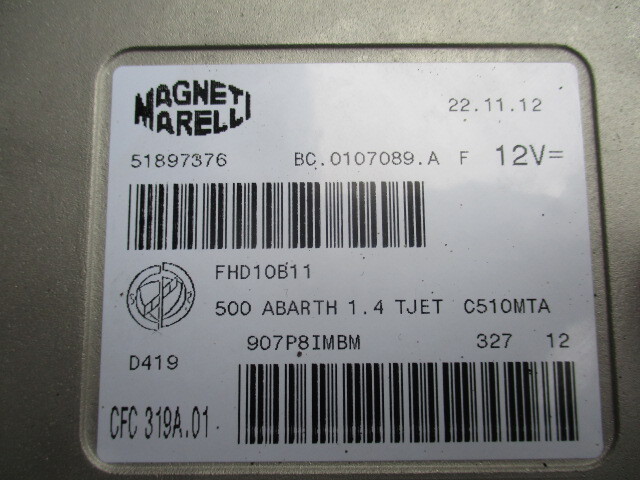 MAGNETI
MARELLI
22.11.12
51897376 BC.0107089.A F 12V=
FHD10B11
500 ABARTH 1.4 TJET C510MTA
907P8IMBM 327 12
D419
CFC 319A.01